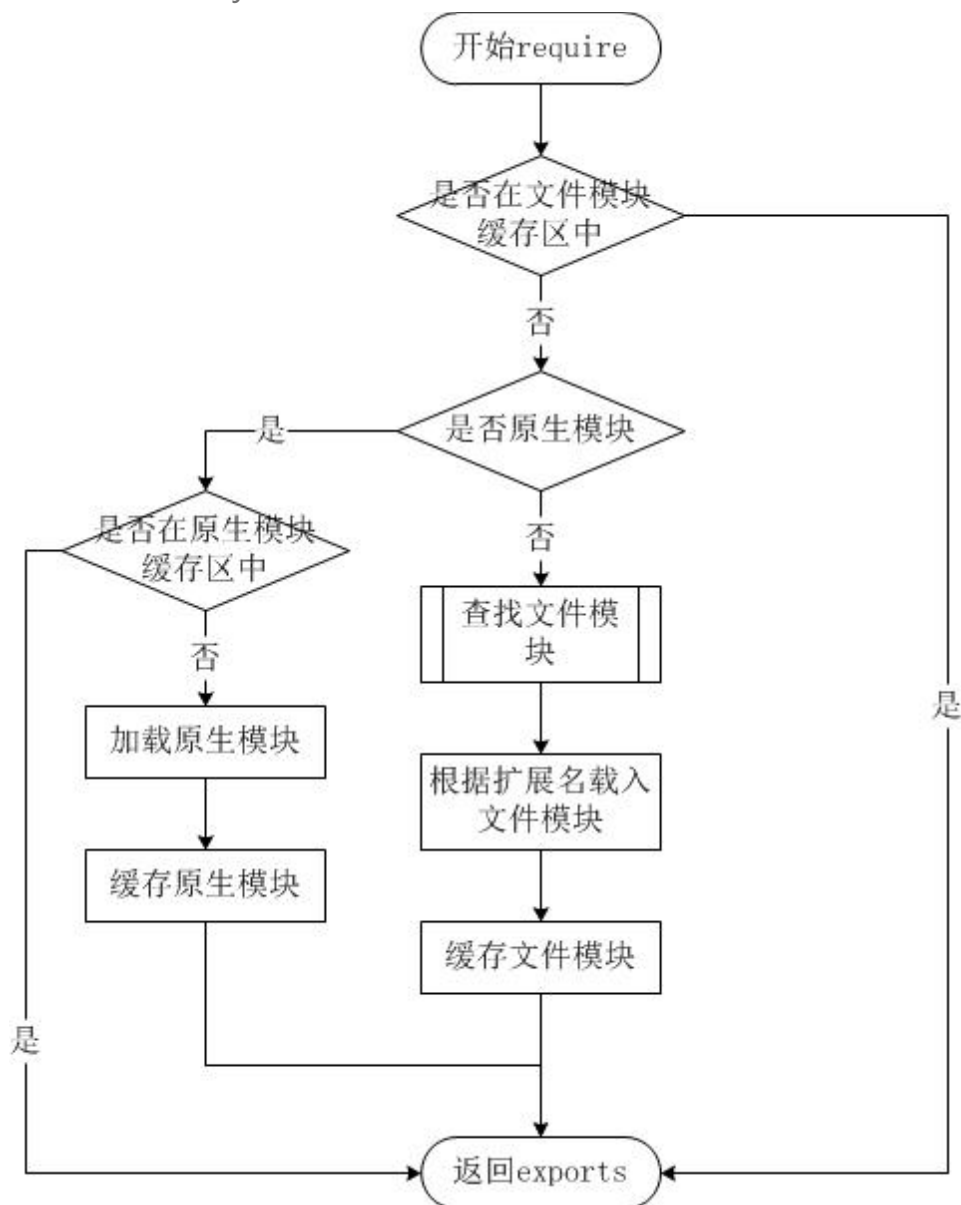 开始require
是否在文件模块
缓存区中
否
是否原生模块
是
是否在原生模块
缓存区中
否
查找文件模
块
否
加载原生模块
是
根据扩展名载入
文件模块
缓存原生模块
缓存文件模块
是
返回exports